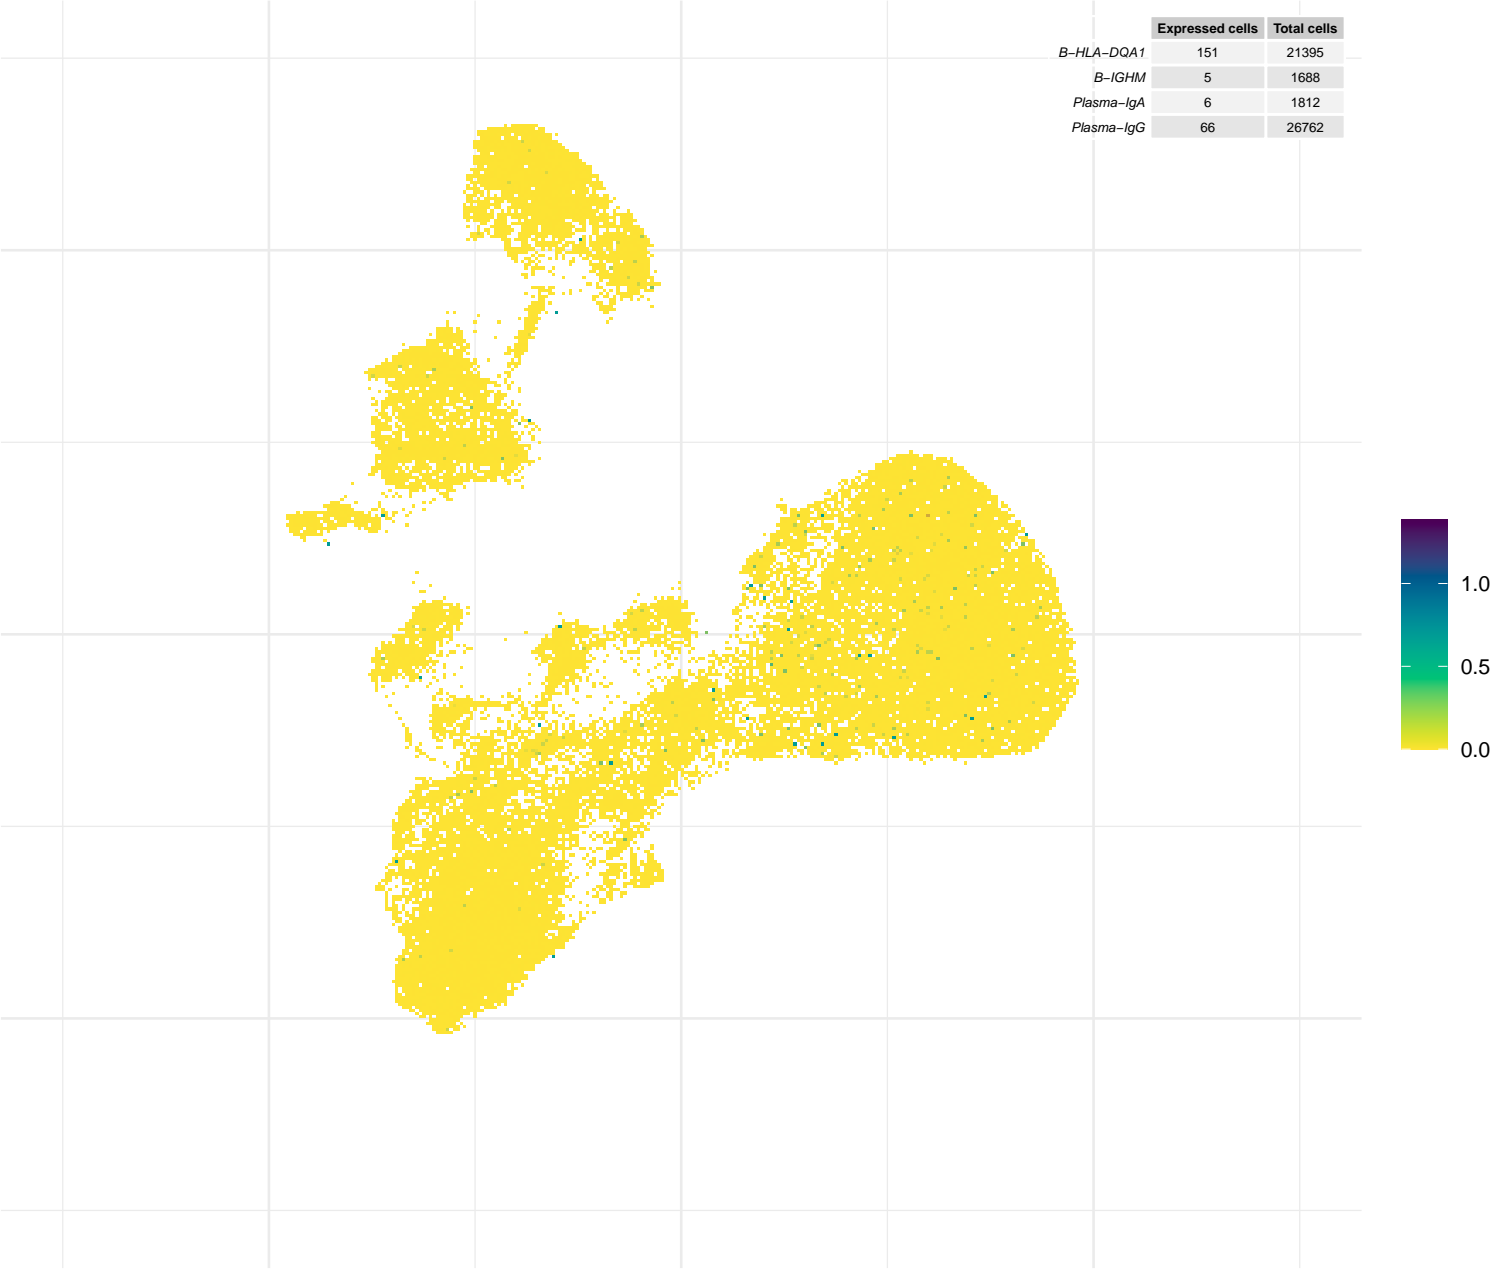 Expressed cells Total cells
B−HLA−DQA1 151 21395
B−IGHM 5 1688
Plasma−IgA 6 1812
Plasma−IgG 66 26762
1.0
0.5
0.0